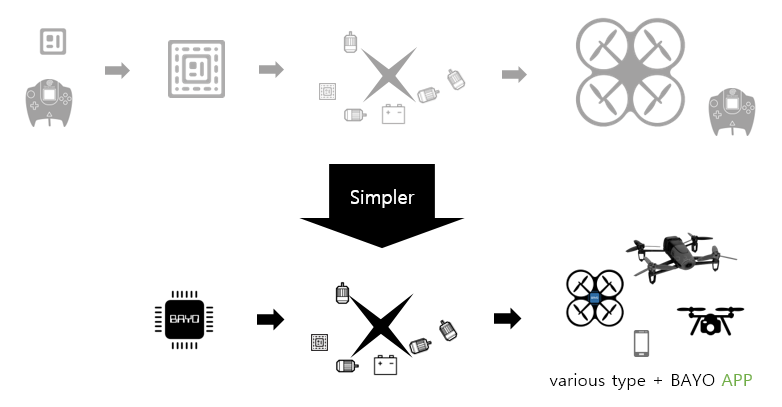 Simpler
BAYO
various type + BAYO APP